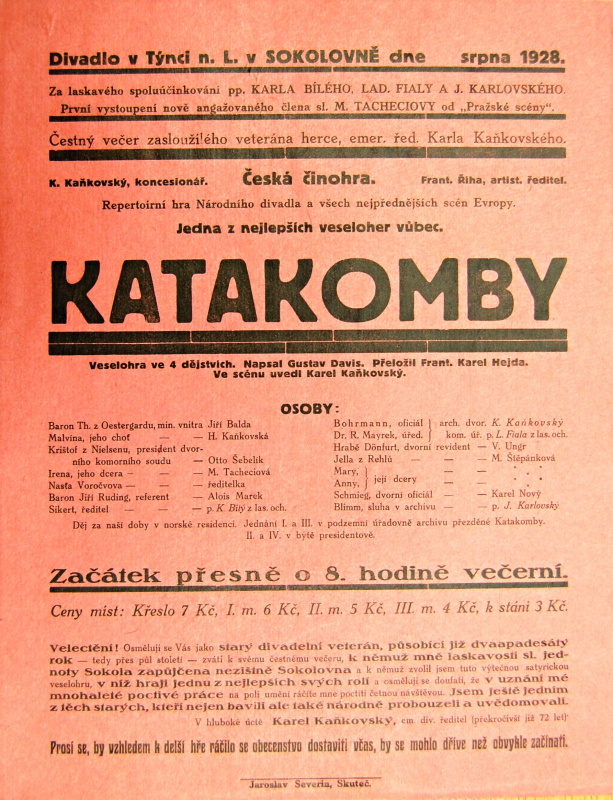 Divadlo v Týnci n. L. v SOKOLOVNĚ dne srpna 1928.
Za laskavého spoluúčinkování pp. KARLA BÍLÉHO, LAD. FIALY A J. KARLOVSKÉHO.
První vystoupení nově angažovaného člena sl. M. TACHECIOVY od „Pražské scény“.
Čestný večer zasloužilého veterána herce, emer. řed. Karla Kaňkovského.
K. Kaňkovský, koncesionář. Česká činohra. Frant. Říha, artist. ředitel.
Repertoirní hra Národního divadla a všech nejpřednějších scén Evropy.
Jedna z nejlepších veseloher vůbec.
KATAKOMBY
Veselohra ve 4 dějstvích. Napsal Gustav Davis. Přeložil Frant. Karel Hejda.
Ve scénu uvedl Karel Kaňkovský.
OSOBY:
Baron Th. z Oestergardu, min. vnitra Jiří Balda
Malvina, jeho choť — — H. Kaňkovská
Krištof z Nielsenu, president dvor-
ního komorního soudu — Otto Šebelík
Irena, jeho dcera — — M. Tacheciová
Nasťa Voročvova — — ředitelka
Baron Jiří Ruding, referent — Alois Marek
Sikert, ředitel — — — p. K. Bílý z las. och.
Bohrmann, oficiál } arch. dvor. K. Kaňkovský
Dr. R. Mayrek, úřed. } kom. úř. p. L. Fiala z las. och.
Hrabě Dönfurt, dvorní revident — V. Ungr
Jella z Rehlů — — — M. Štěpánková
Mary, } její dcery — — . . .
Anny, } — — . . .
Schmieg, dvorní oficiál — — Karel Nový
Blimm, sluha v archivu — — p. J. Karlovský
Děj za naší doby v norské residenci. Jednání I. a III. v podzemí úřadovně archivu přezděné Katakomby.
II. a IV. v bytě presidentově.
Začátek přesně o 8. hodině večerní.
Ceny míst: Křeslo 7 Kč, I. m. 6 Kč, II. m. 5 Kč, III. m. 4 Kč, k stání 3 Kč.
Velectění! Osměluji se Vás jako starý divadelní veterán, působící již dvaapadesátý
rok — tedy přes půl století — zváti k svému čestnému večeru, k němuž mně laskavostí sl. Jed-
noty Sokola zapůjčena nezištně Sokolovna a k němuž zvolil jsem tuto výtečnou satyrickou
veselohru, v níž hraji jednu z nejlepších svých rolí a osměluji se doufati, že v uznání mé
mnohaleté poctivé práce na poli umění ráčíte mne poctíti četnou návštěvou. Jsem ještě jedním
z těch starých, kteří nejen bavili ale také národně probouzeli a uvědomovali.
V hluboké úctě Karel Kaňkovský, em. div. ředitel (překročivší již 72 let)
Prosí se, by vzhledem k delší hře ráčilo se obecenstvo dostaviti včas, by se mohlo dříve než obvykle začínati.
Jaroslav Severin, Skuteč.